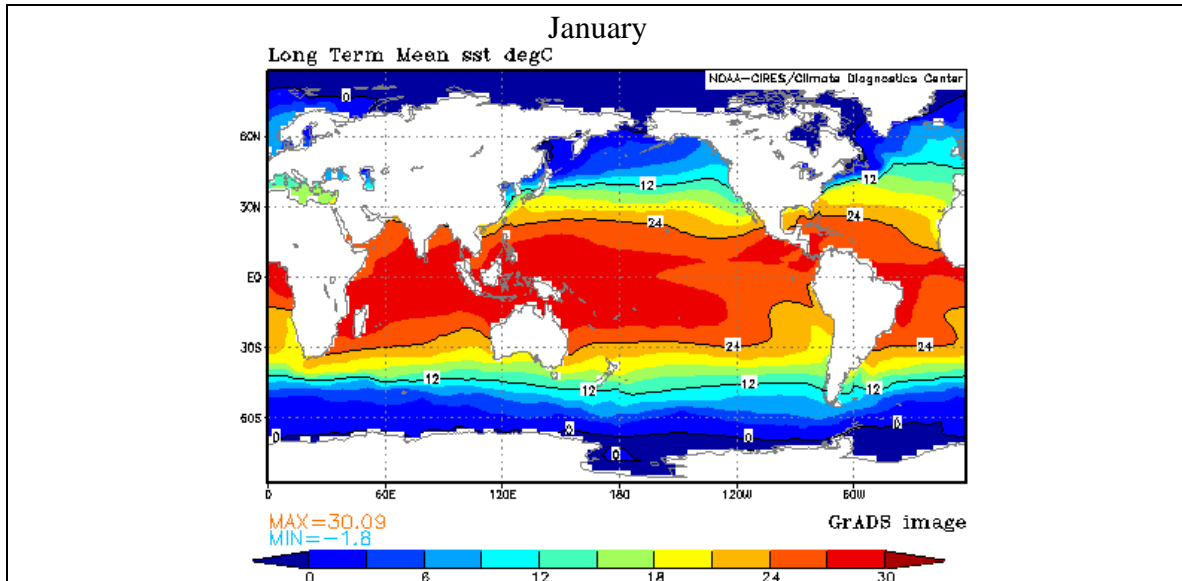 January
Long Term Mean sst degC
NOAA-CIRES/Climate Diagnostics Center
0
60N
12
12
30N
24
24
EQ
24
24
30S
12
12
12
60S
0
0
0
0
0
0 60E 120E 180 120W 60W
MAX=30.09
MIN=-1.8
GrADS image
0 6 12 18 24 30